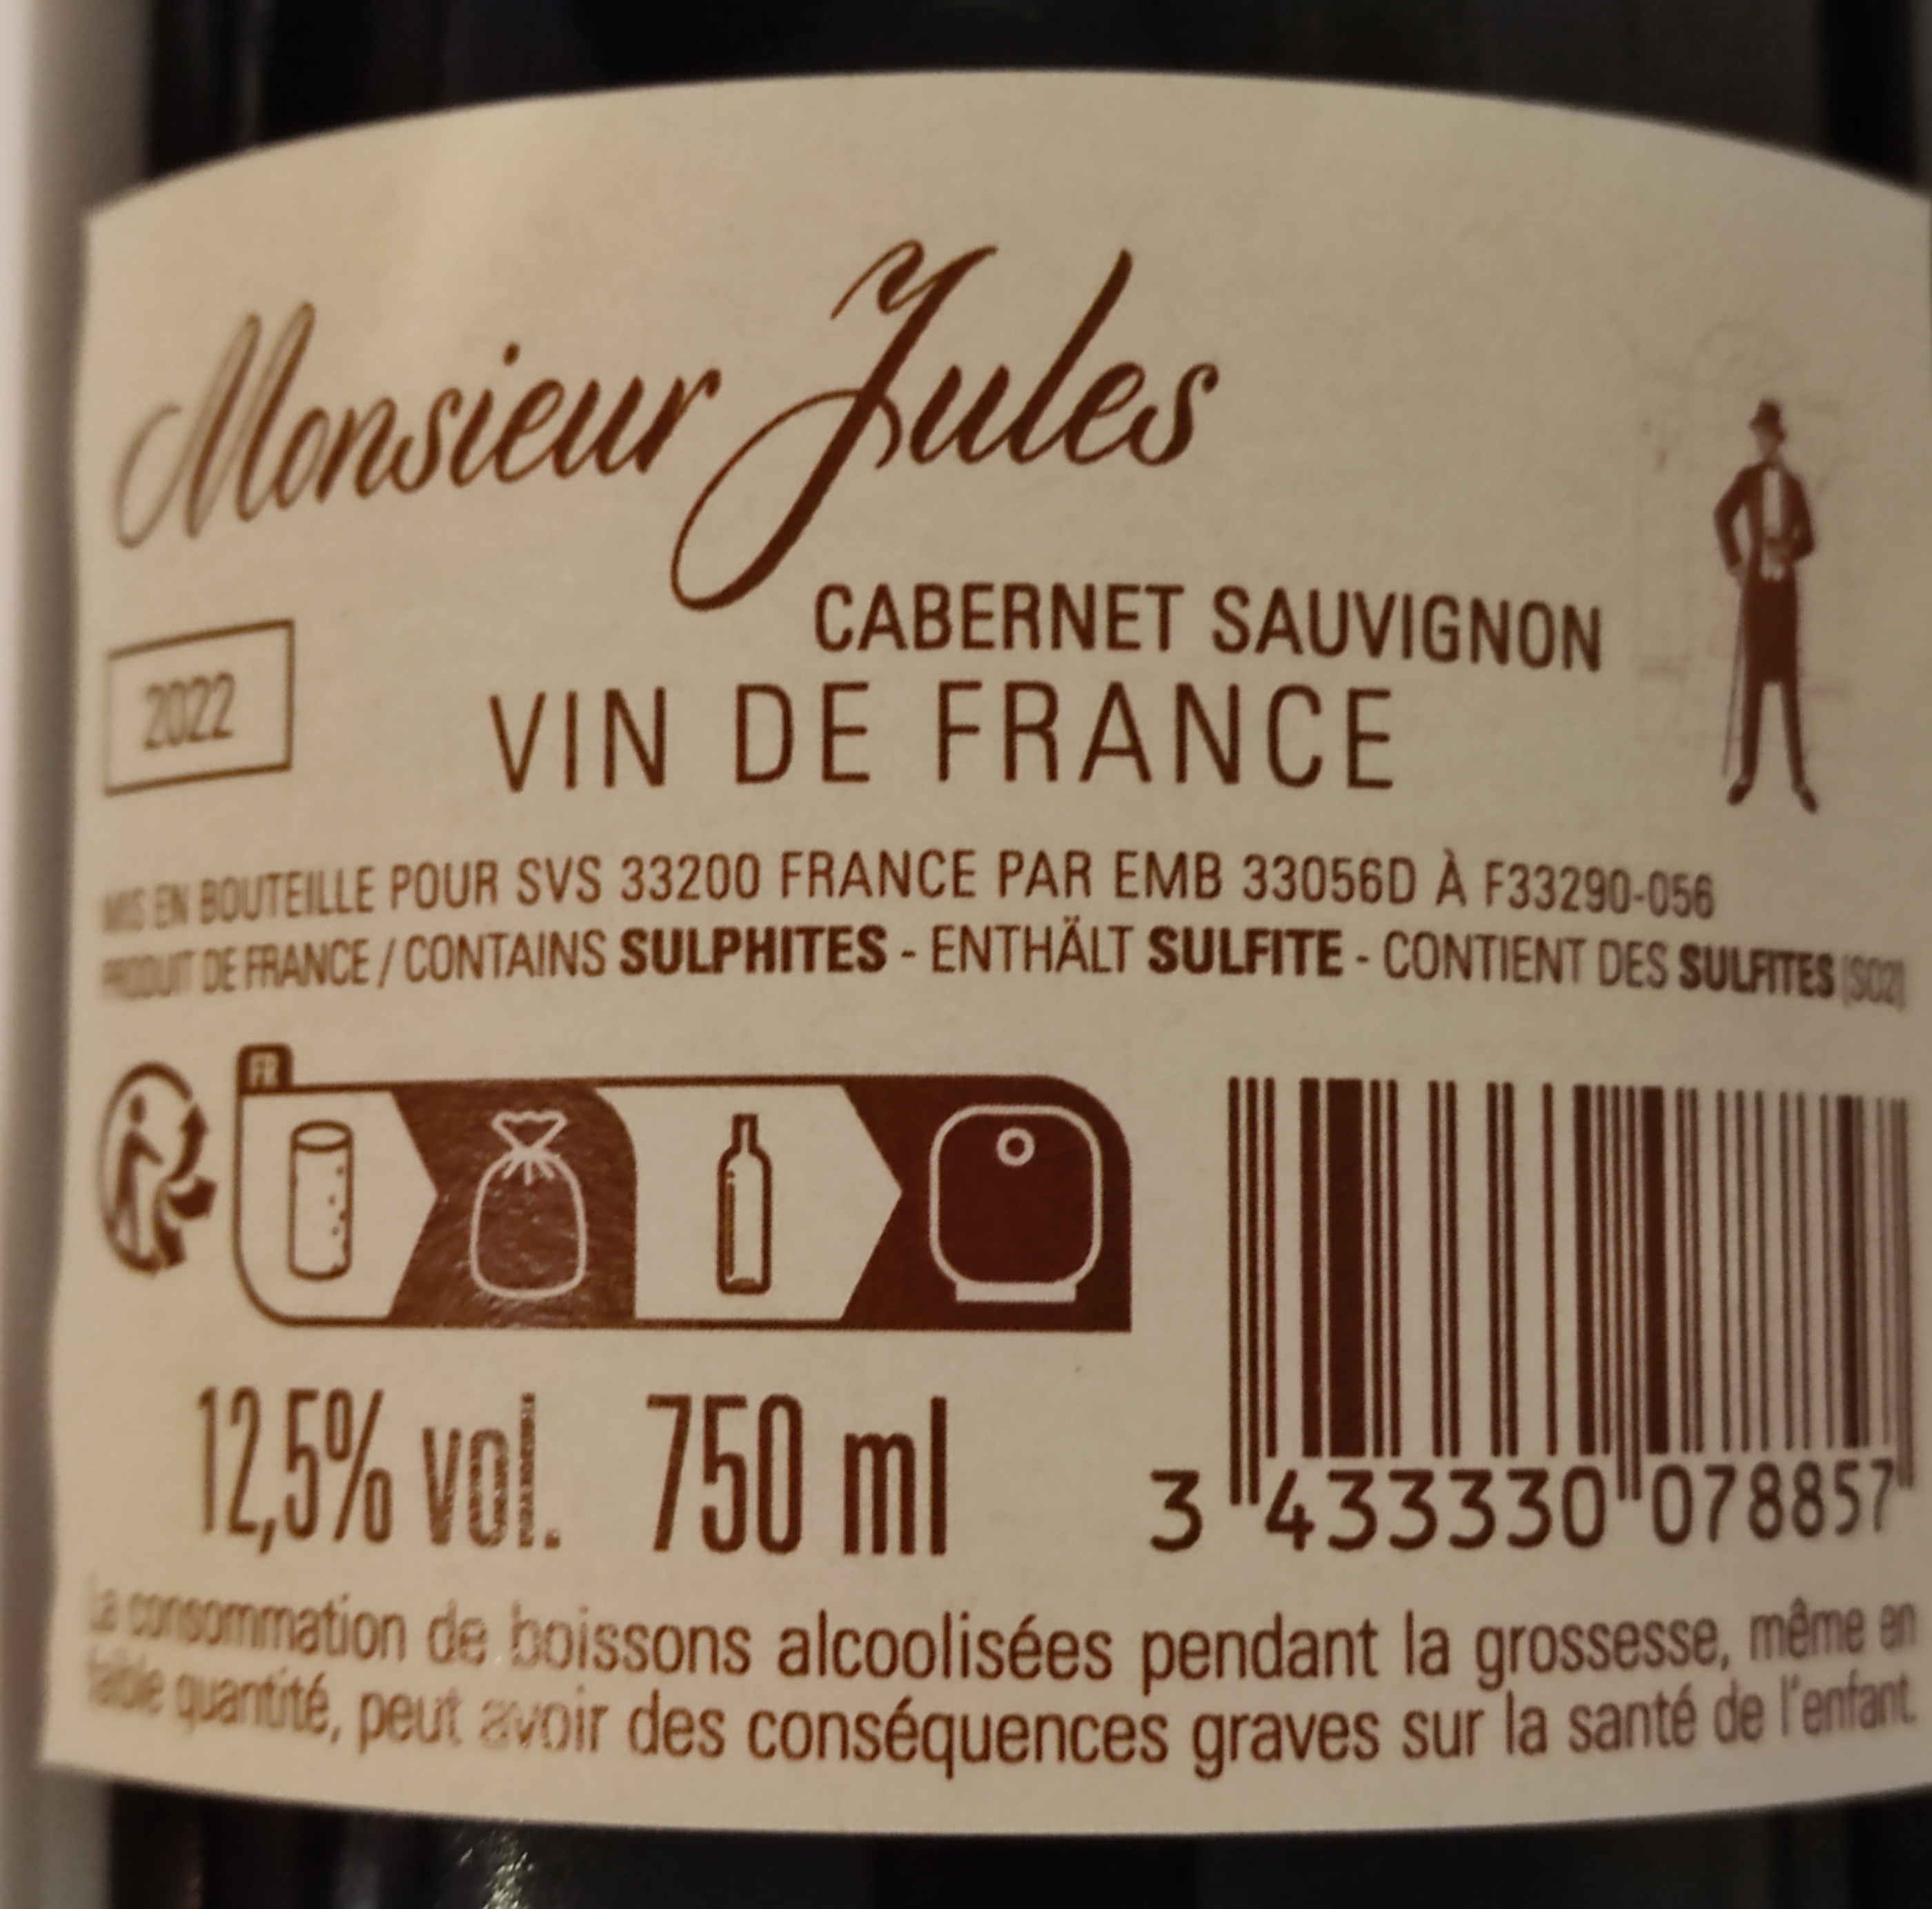 Monsieur Jules
CABERNET SAUVIGNON
2022
VIN DE FRANCE
MIS EN BOUTEILLE POUR SVS 33200 FRANCE PAR EMB 33056D À F33290-056
PRODUIT DE FRANCE / CONTAINS SULPHITES - ENTHÄLT SULFITE - CONTIENT DES SULFITES (SO2)
FR
12,5% vol. 750 ml
3 433330 078857
La consommation de boissons alcoolisées pendant la grossesse, même en
faible quantité, peut avoir des conséquences graves sur la santé de l'enfant.